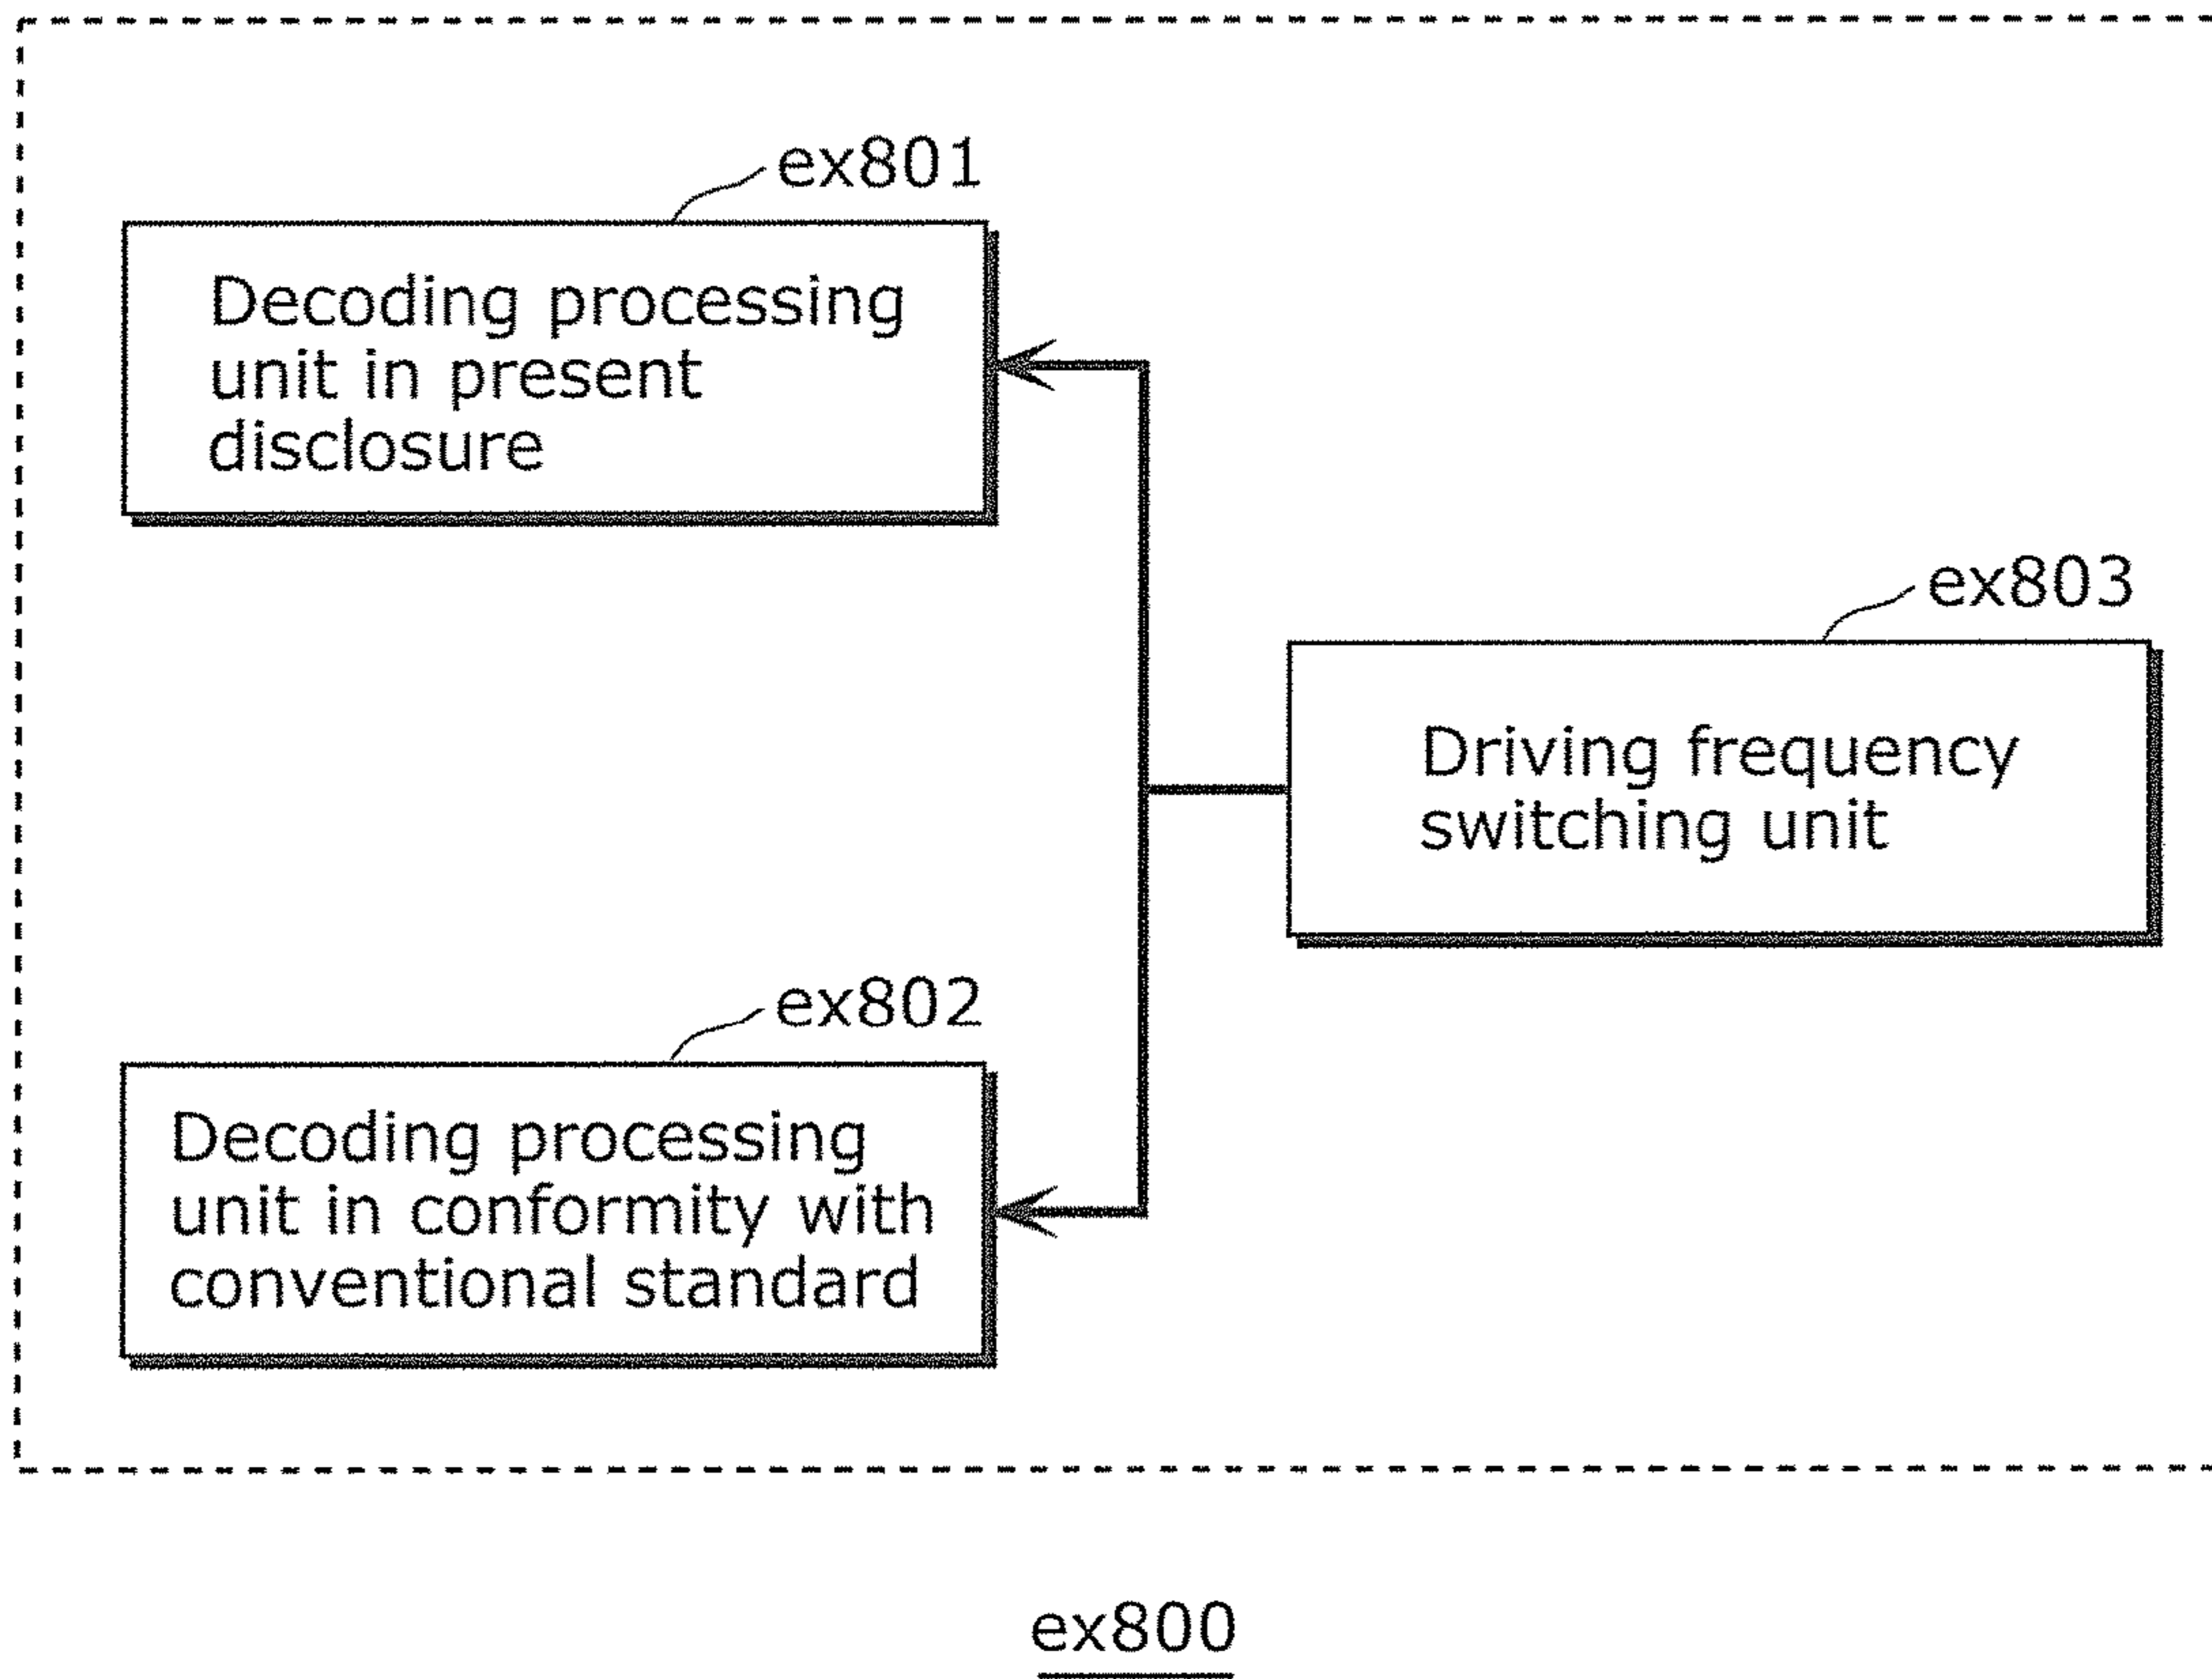 ex801
Decoding processing
unit in present
disclosure
ex803
Driving frequency
switching unit
ex802
Decoding processing
unit in conformity with
conventional standard
ex800